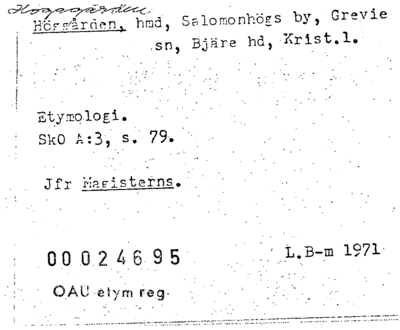 Högagården
Höggården, hmd, Salomonhögs by, Grevie
sn, Bjäre hd, Krist.l.
Etymologi.
SkO A:3, s. 79.
Jfr Magisterns.
00024695
L.B-m 1971
OAU etym reg